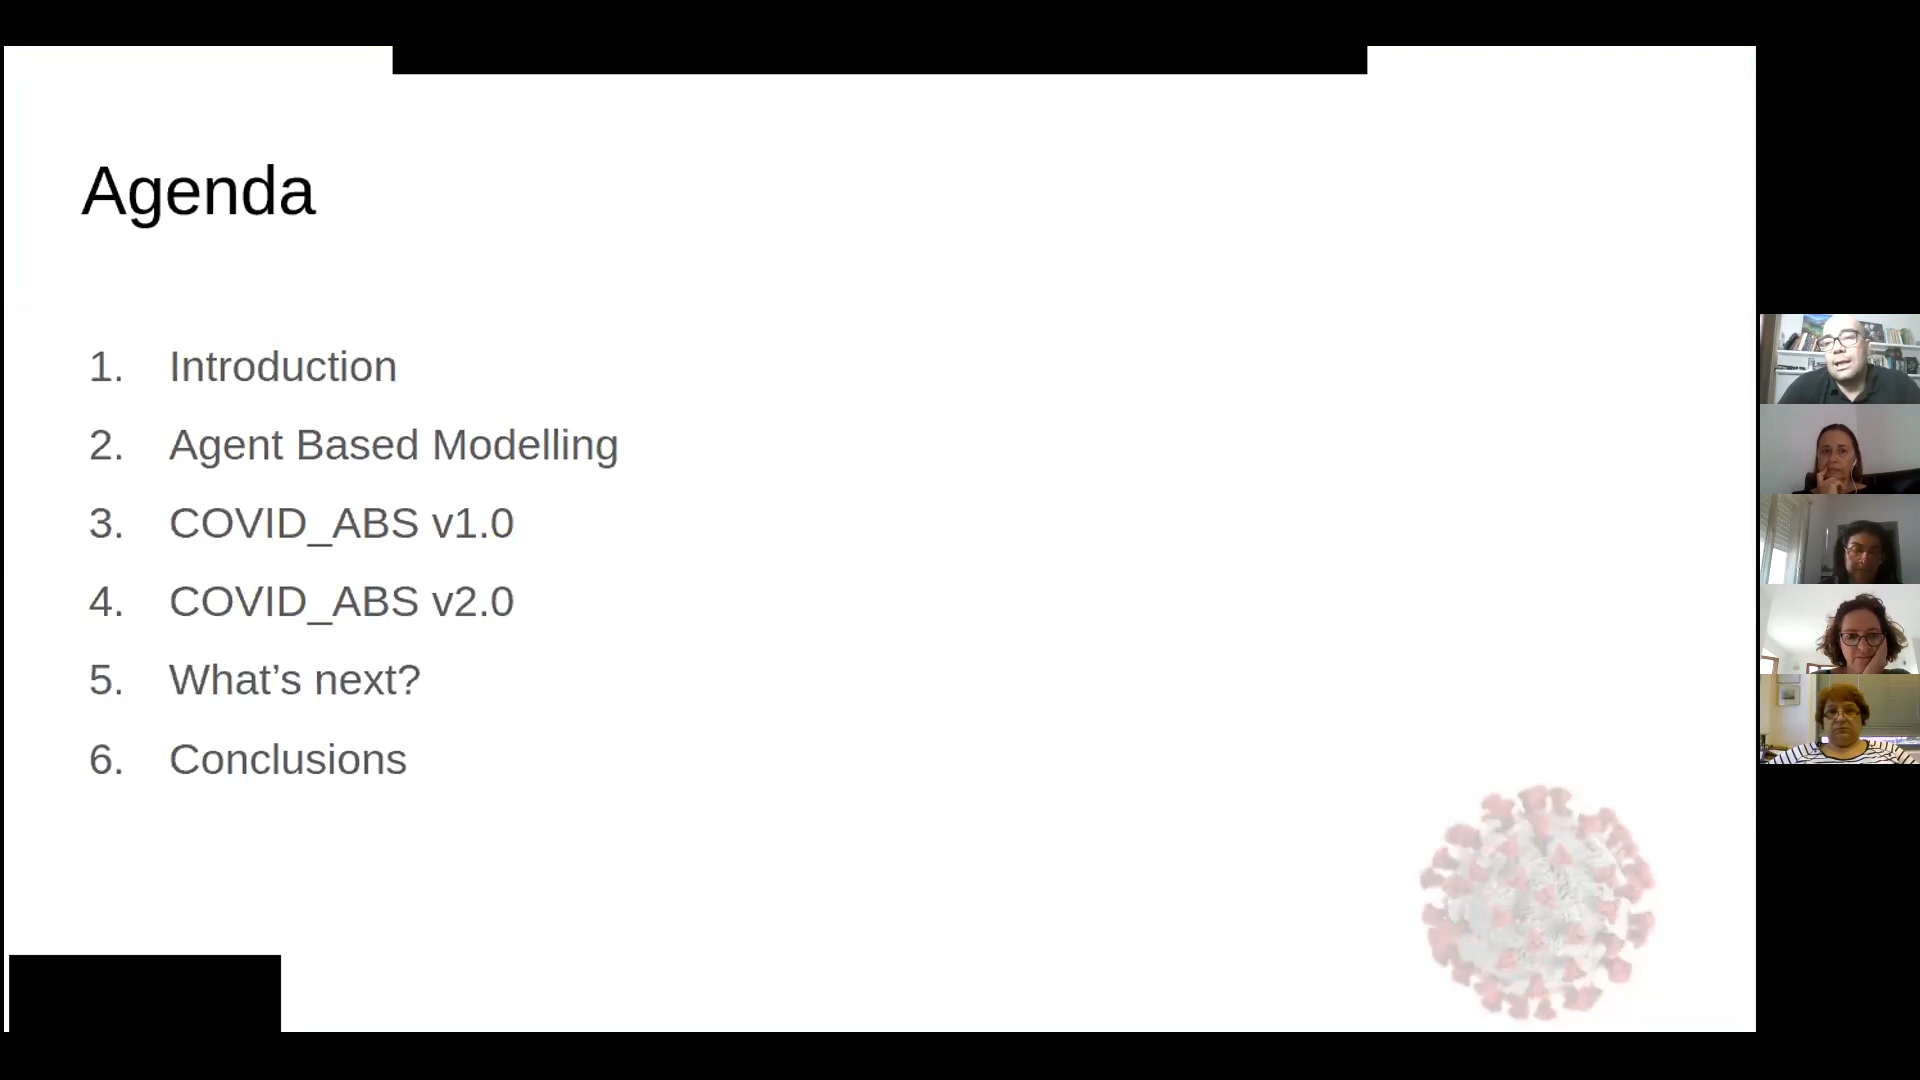 Agenda
1. Introduction
2. Agent Based Modelling
3. COVID_ABS v1.0
4. COVID_ABS v2.0
5. What’s next?
6. Conclusions